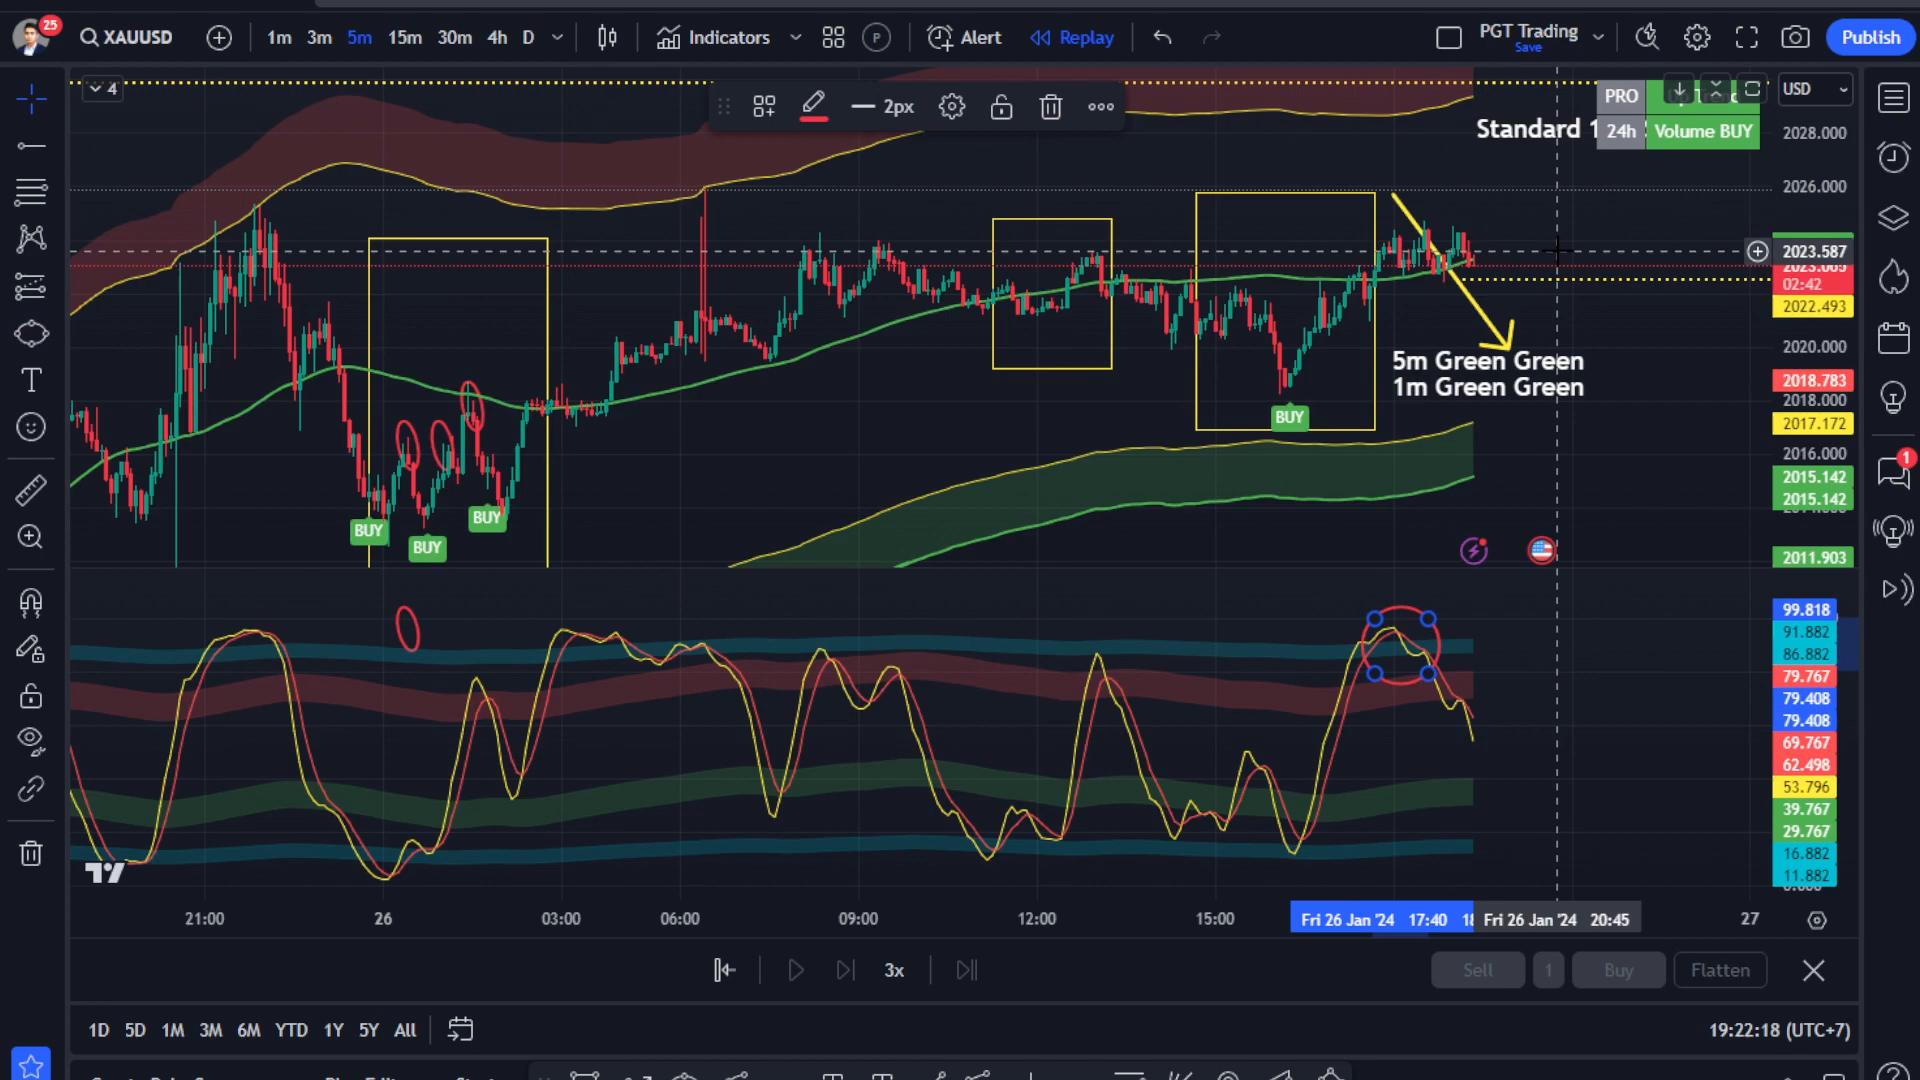 25
XAUUSD
1m 3m 5m 15m 30m 4h D
Indicators
P
Alert
Replay
PGT Trading
Save
Publish
4
2px
PRO
24h
Volume BUY
Standard 1
USD
2028.000
2026.000
2023.587
2023.005
02:42
2022.493
2020.000
2018.783
2018.000
2017.172
2016.000
2015.142
2015.142
2011.903
5m Green Green
1m Green Green
BUY
BUY
BUY
BUY
1
99.818
91.882
86.882
79.767
79.408
79.408
69.767
62.498
53.796
39.767
29.767
16.882
11.882
21:00 26 03:00 06:00 09:00 12:00 15:00 Fri 26 Jan '24 17:40 18 Fri 26 Jan '24 20:45 27
3x
Sell 1 Buy Flatten
1D 5D 1M 3M 6M YTD 1Y 5Y All
19:22:18 (UTC+7)